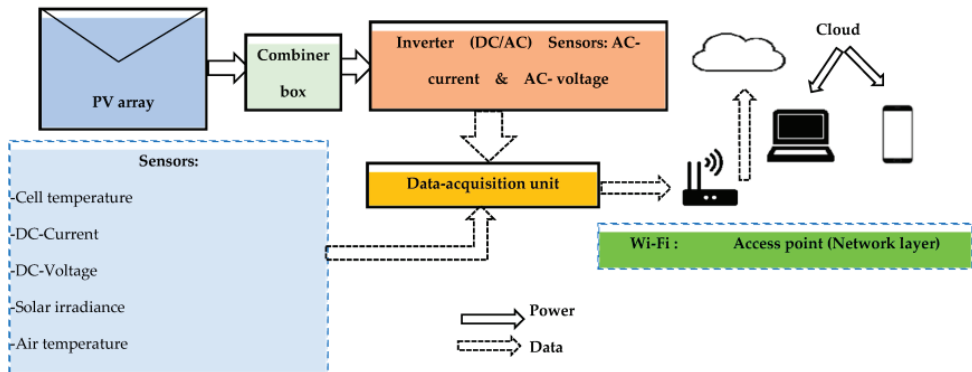 PV array
Combiner
box
Inverter (DC/AC) Sensors: AC-
current & AC- voltage
Cloud
Sensors:
-Cell temperature
-DC-Current
-DC-Voltage
-Solar irradiance
-Air temperature
Data-acquisition unit
Wi-Fi : Access point (Network layer)
Power
Data